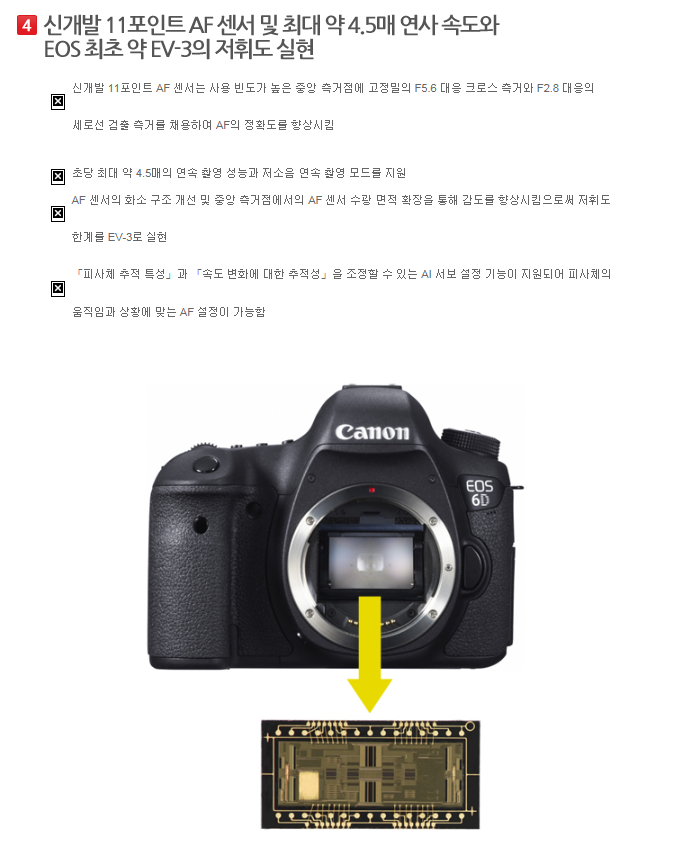 4 신개발 11포인트 AF 센서 및 최대 약 4.5매 연사 속도와
EOS 최초 약 EV-3의 저휘도 실현
신개발 11포인트 AF 센서는 사용 빈도가 높은 중앙 측거점에 고정밀의 F5.6 대응 크로스 측거와 F2.8 대응의
세로선 검출 측거를 채용하여 AF의 정확도를 향상시킴
초당 최대 약 4.5매의 연속 촬영 성능과 저소음 연속 촬영 모드를 지원
AF 센서의 화소 구조 개선 및 중앙 측거점에서의 AF 센서 수광 면적 확장을 통해 감도를 향상시킴으로써 저휘도
한계를 EV-3로 실현
「피사체 추적 특성」과 「속도 변화에 대한 추적성」을 조정할 수 있는 AI 서보 설정 기능이 지원되어 피사체의
움직임과 상황에 맞는 AF 설정이 가능함
Canon
EOS
6D